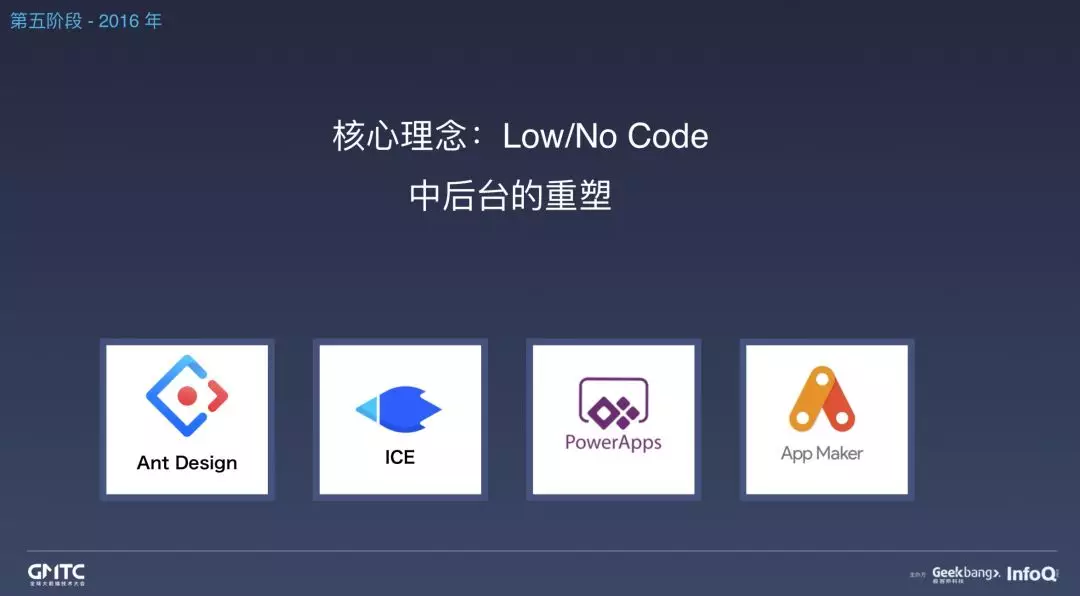 第五阶段 - 2016 年
核心理念：Low/No Code
中后台的重塑
Ant Design
ICE
PowerApps
App Maker
GMTC
全球大前端技术大会
主办方
Geekbang>.
极客邦科技
InfoQ